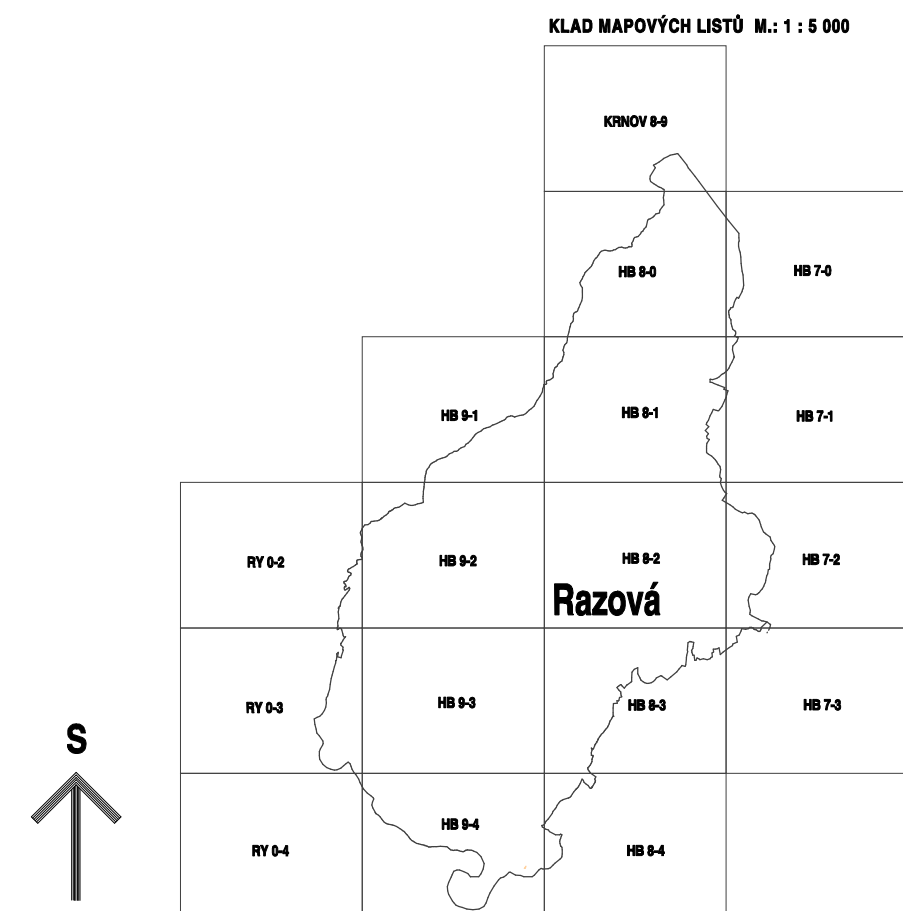 KLAD MAPOVÝCH LISTŮ M.: 1 : 5 000
KRNOV 8-9
HB 8-0
HB 7-0
HB 9-1
HB 8-1
HB 7-1
RY 0-2
HB 9-2
HB 8-2
HB 7-2
Razová
RY 0-3
HB 9-3
HB 8-3
HB 7-3
S
RY 0-4
HB 9-4
HB 8-4